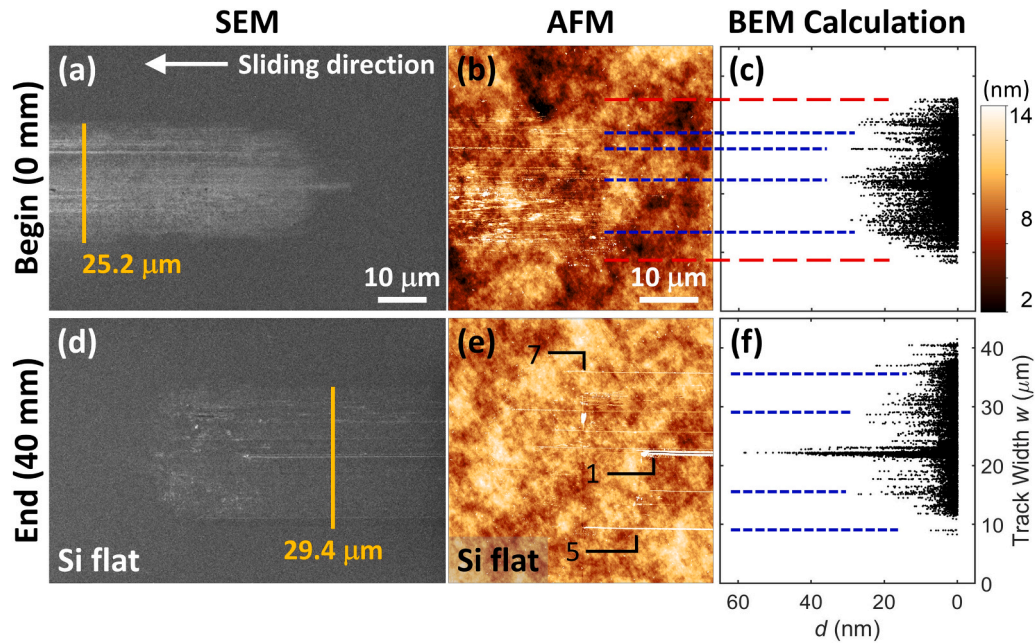 SEM
AFM
BEM Calculation
Begin (0 mm)
(a)
Sliding direction
25.2 μm
10 μm
(b)
10 μm
(c)
(nm)
14
8
2
End (40 mm)
(d)
Si flat
29.4 μm
(e)
7
1
5
Si flat
(f)
40
30
20
10
0
Track Width w (μm)
60
40
20
0
d (nm)